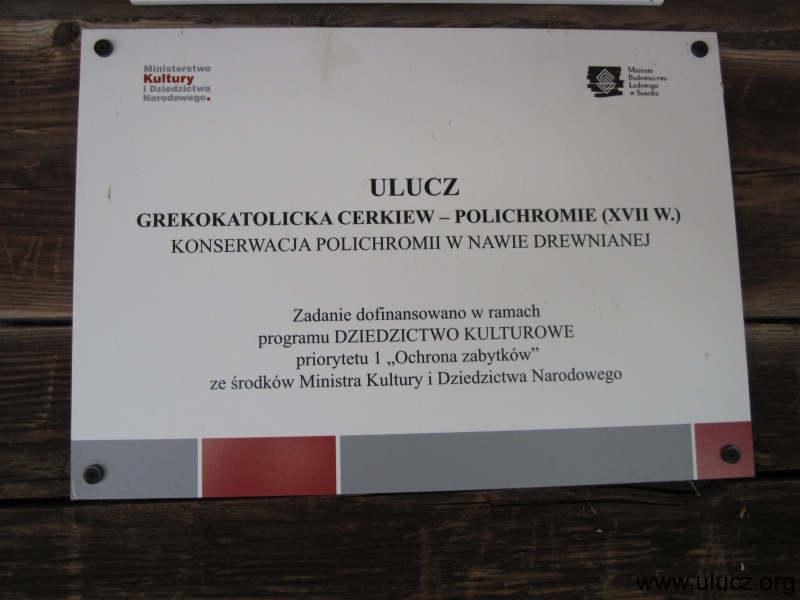 Ministerstwo
Kultury
i Dziedzictwa
Narodowego.
Muzeum
Budownictwa
Ludowego
w Sanoku
ULUCZ
GREKOKATOLICKA CERKIEW – POLICHROMIE (XVII W.)
KONSERWACJA POLICHROMII W NAWIE DREWNIANEJ
Zadanie dofinansowano w ramach
programu DZIEDZICTWO KULTUROWE
priorytetu 1 „Ochrona zabytków”
ze środków Ministra Kultury i Dziedzictwa Narodowego
www.ulucz.org